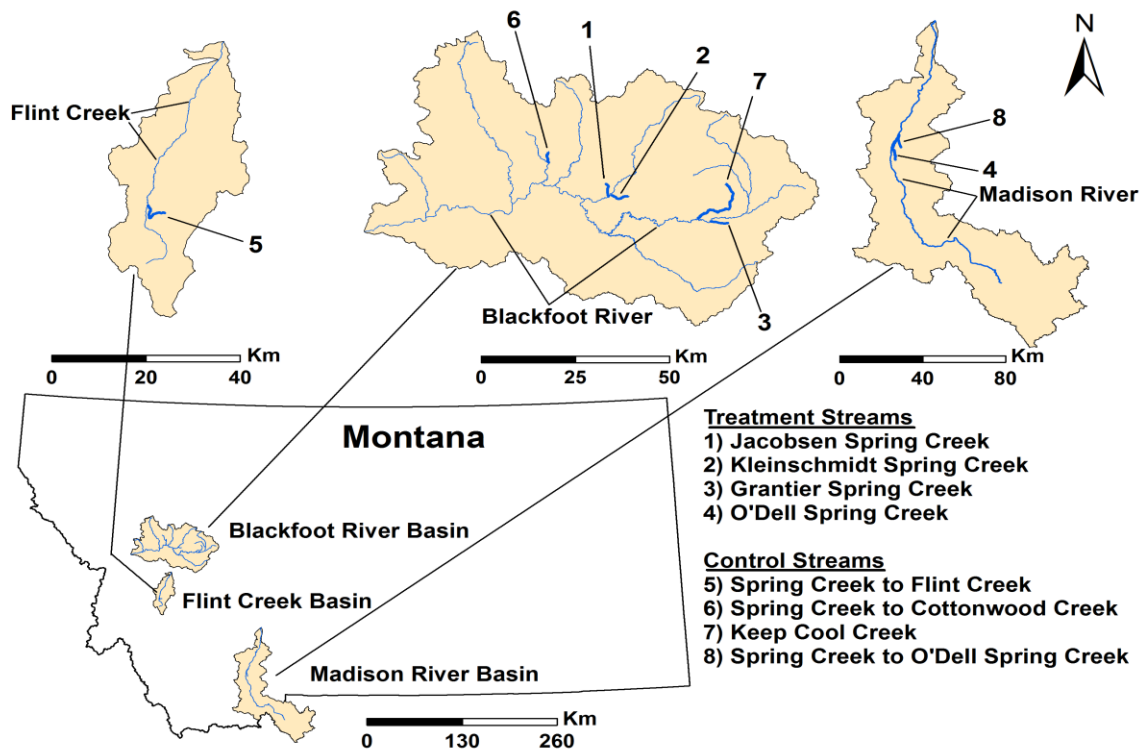 6
1
2
7
N
Flint Creek
8
4
Madison River
5
Blackfoot River
3
Km
0 20 40
Km
0 25 50
Km
0 40 80
Montana
Blackfoot River Basin
Flint Creek Basin
Madison River Basin
Km
0 130 260
Treatment Streams
1) Jacobsen Spring Creek
2) Kleinschmidt Spring Creek
3) Grantier Spring Creek
4) O'Dell Spring Creek
Control Streams
5) Spring Creek to Flint Creek
6) Spring Creek to Cottonwood Creek
7) Keep Cool Creek
8) Spring Creek to O'Dell Spring Creek